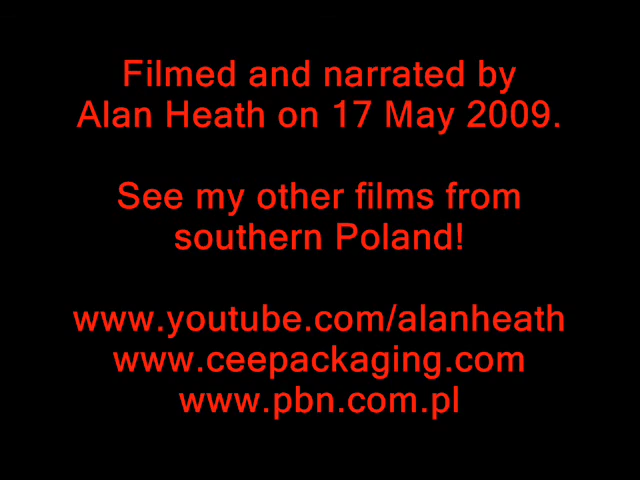 Filmed and narrated by
Alan Heath on 17 May 2009.
See my other films from
southern Poland!
www.youtube.com/alanheath
www.ceepackaging.com
www.pbn.com.pl